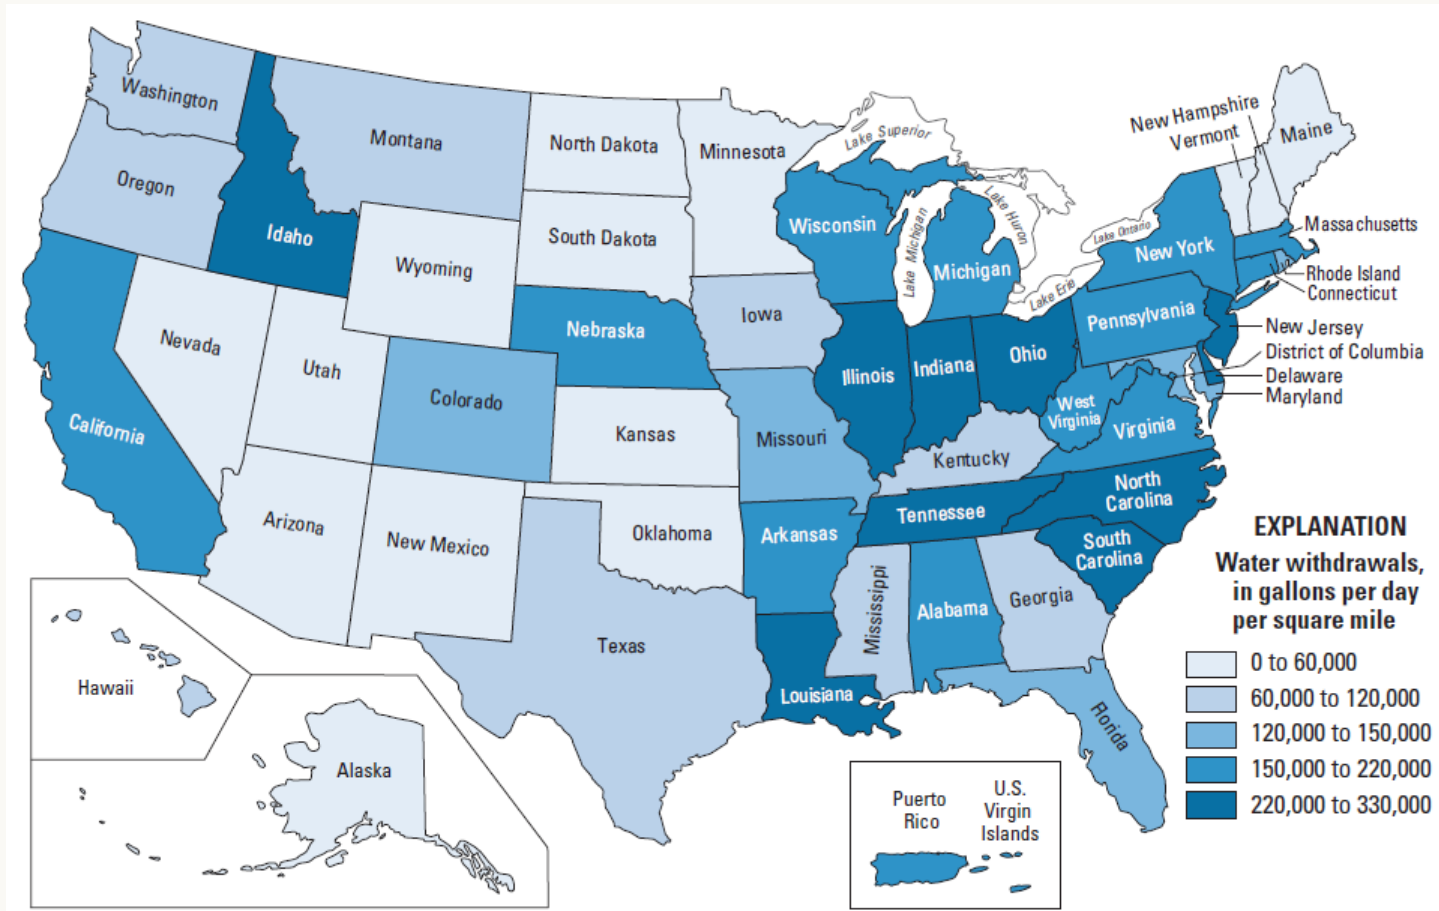 Washington
Montana
North Dakota
Minnesota
Lake Superior
New Hampshire
Vermont
Maine
Oregon
Idaho
Wyoming
South Dakota
Wisconsin
Lake Michigan
Michigan
Lake Huron
Lake Ontario
New York
Massachusetts
Rhode Island
Connecticut
Lake Erie
Pennsylvania
New Jersey
District of Columbia
Delaware
Maryland
Nevada
Utah
Colorado
Nebraska
Iowa
Illinois
Indiana
Ohio
West
Virginia
Virginia
California
Kansas
Missouri
Kentucky
Arizona
New Mexico
Oklahoma
Arkansas
Tennessee
North
Carolina
South
Carolina
Texas
Louisiana
Mississippi
Alabama
Georgia
Florida
Hawaii
Alaska
Puerto
Rico
U.S.
Virgin
Islands
EXPLANATION
Water withdrawals,
in gallons per day
per square mile
0 to 60,000
60,000 to 120,000
120,000 to 150,000
150,000 to 220,000
220,000 to 330,000